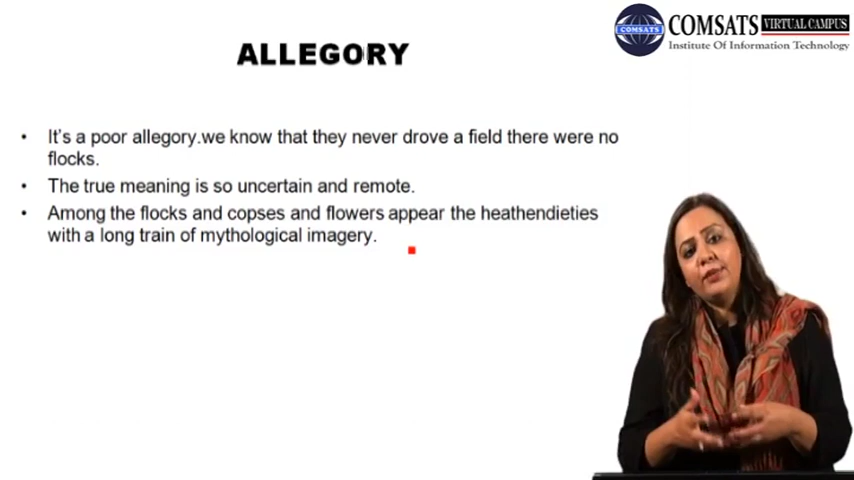 COMSATS VIRTUAL CAMPUS
Institute Of Information Technology
COMSATS
ALLEGORY
• It's a poor allegory.we know that they never drove a field there were no
flocks.
• The true meaning is so uncertain and remote.
• Among the flocks and copses and flowers appear the heathendieties
with a long train of mythological imagery.